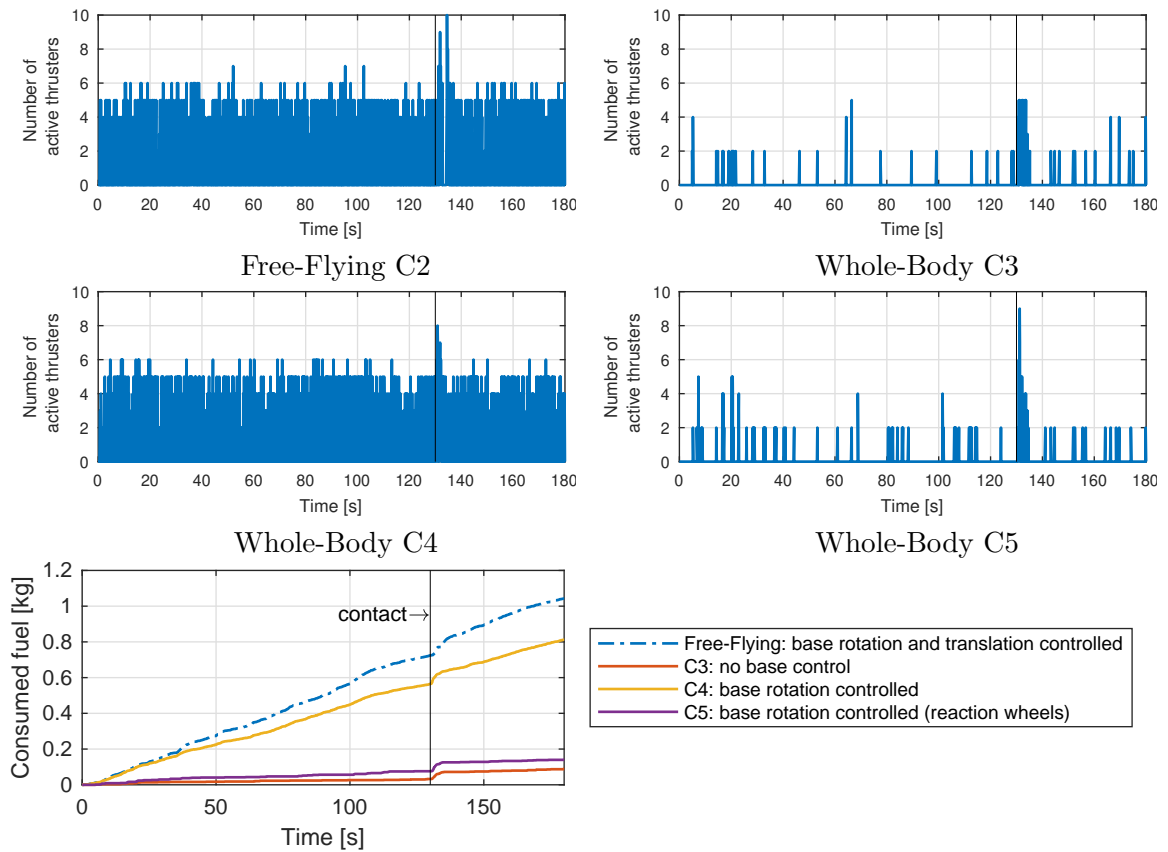 10
8
6
4
2
0
Number of
active thrusters
0 20 40 60 80 100 120 140 160 180
Time [s]
Free-Flying C2
10
8
6
4
2
0
Number of
active thrusters
0 20 40 60 80 100 120 140 160 180
Time [s]
Whole-Body C3
10
8
6
4
2
0
Number of
active thrusters
0 20 40 60 80 100 120 140 160 180
Time [s]
Whole-Body C4
10
8
6
4
2
0
Number of
active thrusters
0 20 40 60 80 100 120 140 160 180
Time [s]
Whole-Body C5
1.2
1
0.8
0.6
0.4
0.2
0
Consumed fuel [kg]
contact→
0 50 100 150
Time [s]
Free-Flying: base rotation and translation controlled
C3: no base control
C4: base rotation controlled
C5: base rotation controlled (reaction wheels)